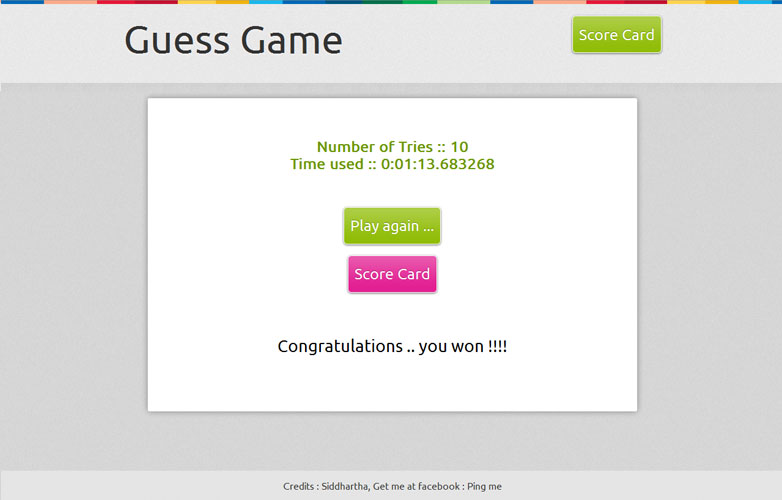 Guess Game
Score Card
Number of Tries :: 10
Time used :: 0:01:13.683268
Play again ...
Score Card
Congratulations .. you won !!!!
Credits : Siddhartha, Get me at facebook : Ping me